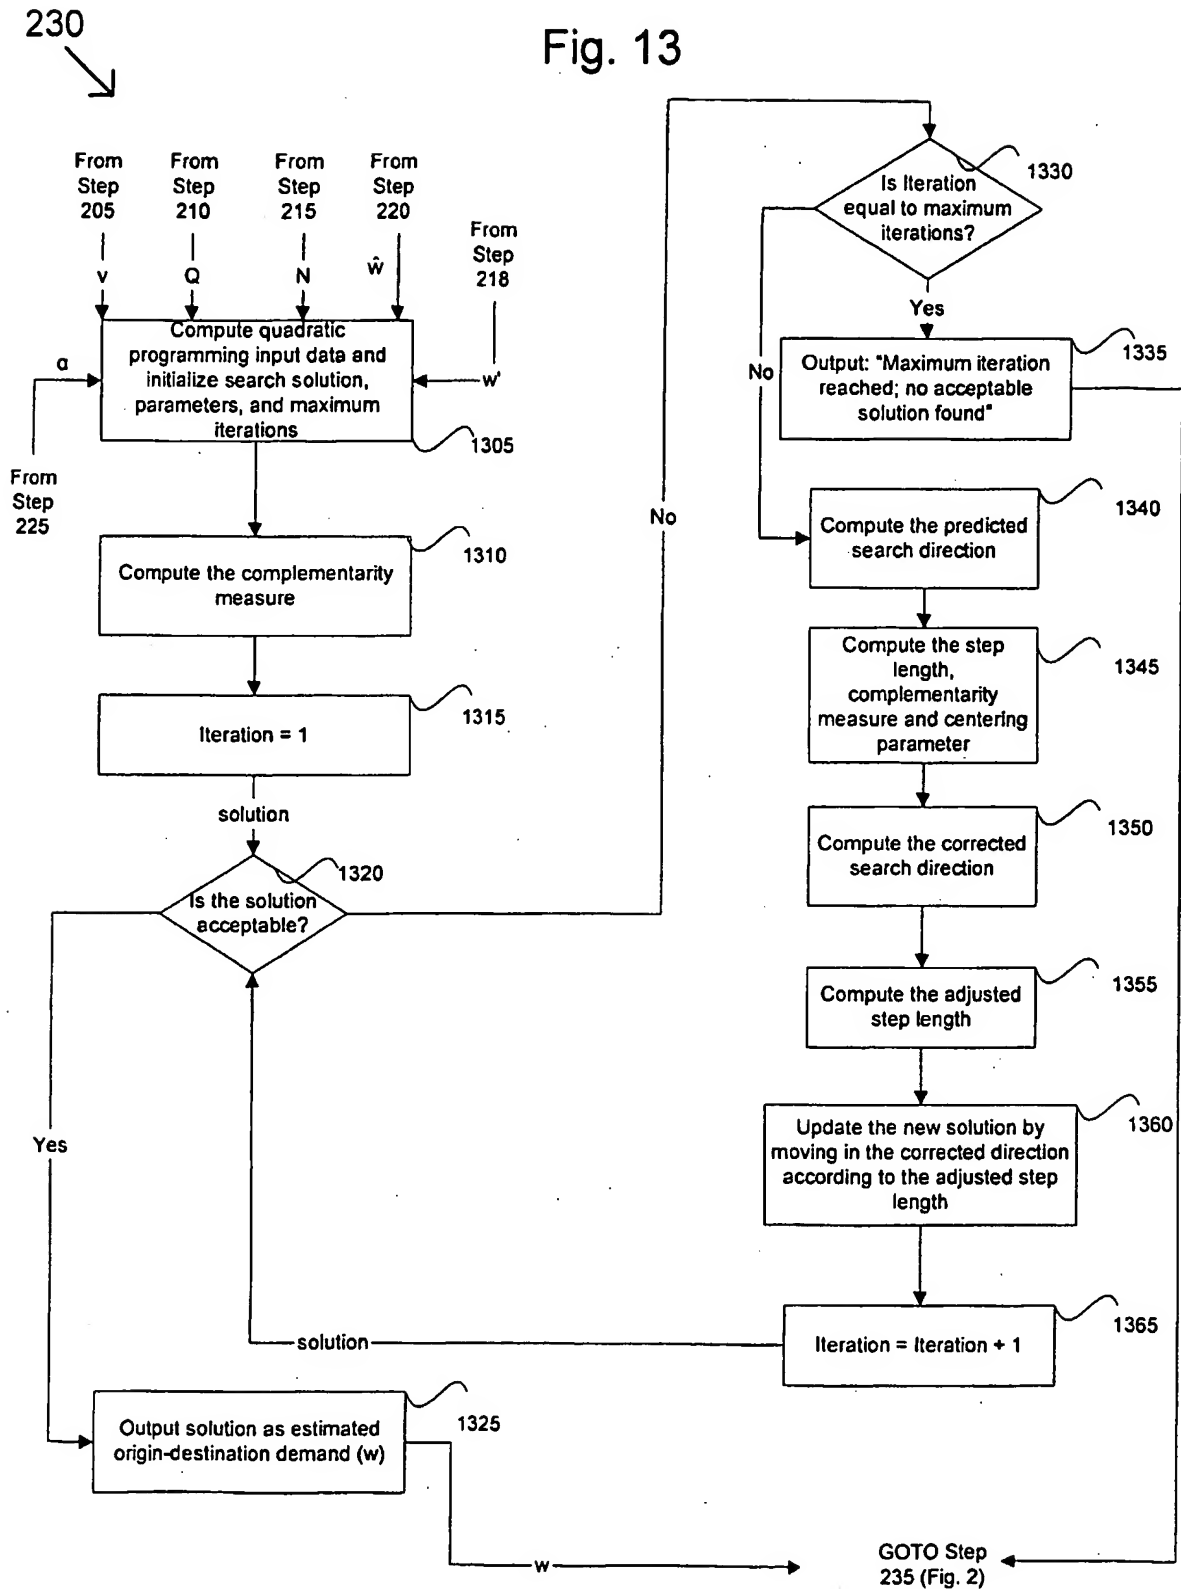 230
Fig. 13
From
Step
205
From
Step
210
From
Step
215
From
Step
220
From
Step
218
v
Q
N
ŵ
α
w'
From
Step
225
Compute quadratic
programming input data and
initialize search solution,
parameters, and maximum
iterations
1305
Compute the complementarity
measure
1310
Iteration = 1
1315
solution
Is the solution
acceptable?
1320
Yes
No
Output solution as estimated
origin-destination demand (w)
1325
w
Is Iteration
equal to maximum
iterations?
1330
Yes
No
Output: "Maximum iteration
reached; no acceptable
solution found"
1335
Compute the predicted
search direction
1340
Compute the step
length,
complementarity
measure and centering
parameter
1345
Compute the corrected
search direction
1350
Compute the adjusted
step length
1355
Update the new solution by
moving in the corrected direction
according to the adjusted step
length
1360
Iteration = Iteration + 1
1365
solution
GOTO Step
235 (Fig. 2)